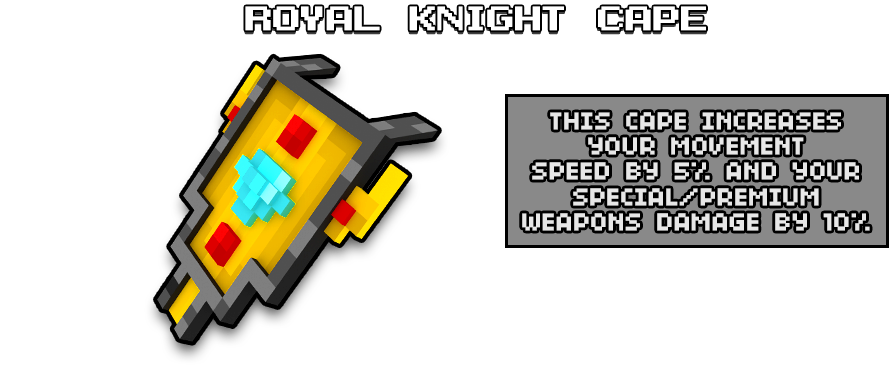 ROYAL KNIGHT CAPE
THIS CAPE INCREASES
YOUR MOVEMENT
SPEED BY 5% AND YOUR
SPECIAL/PREMIUM
WEAPONS DAMAGE BY 10%